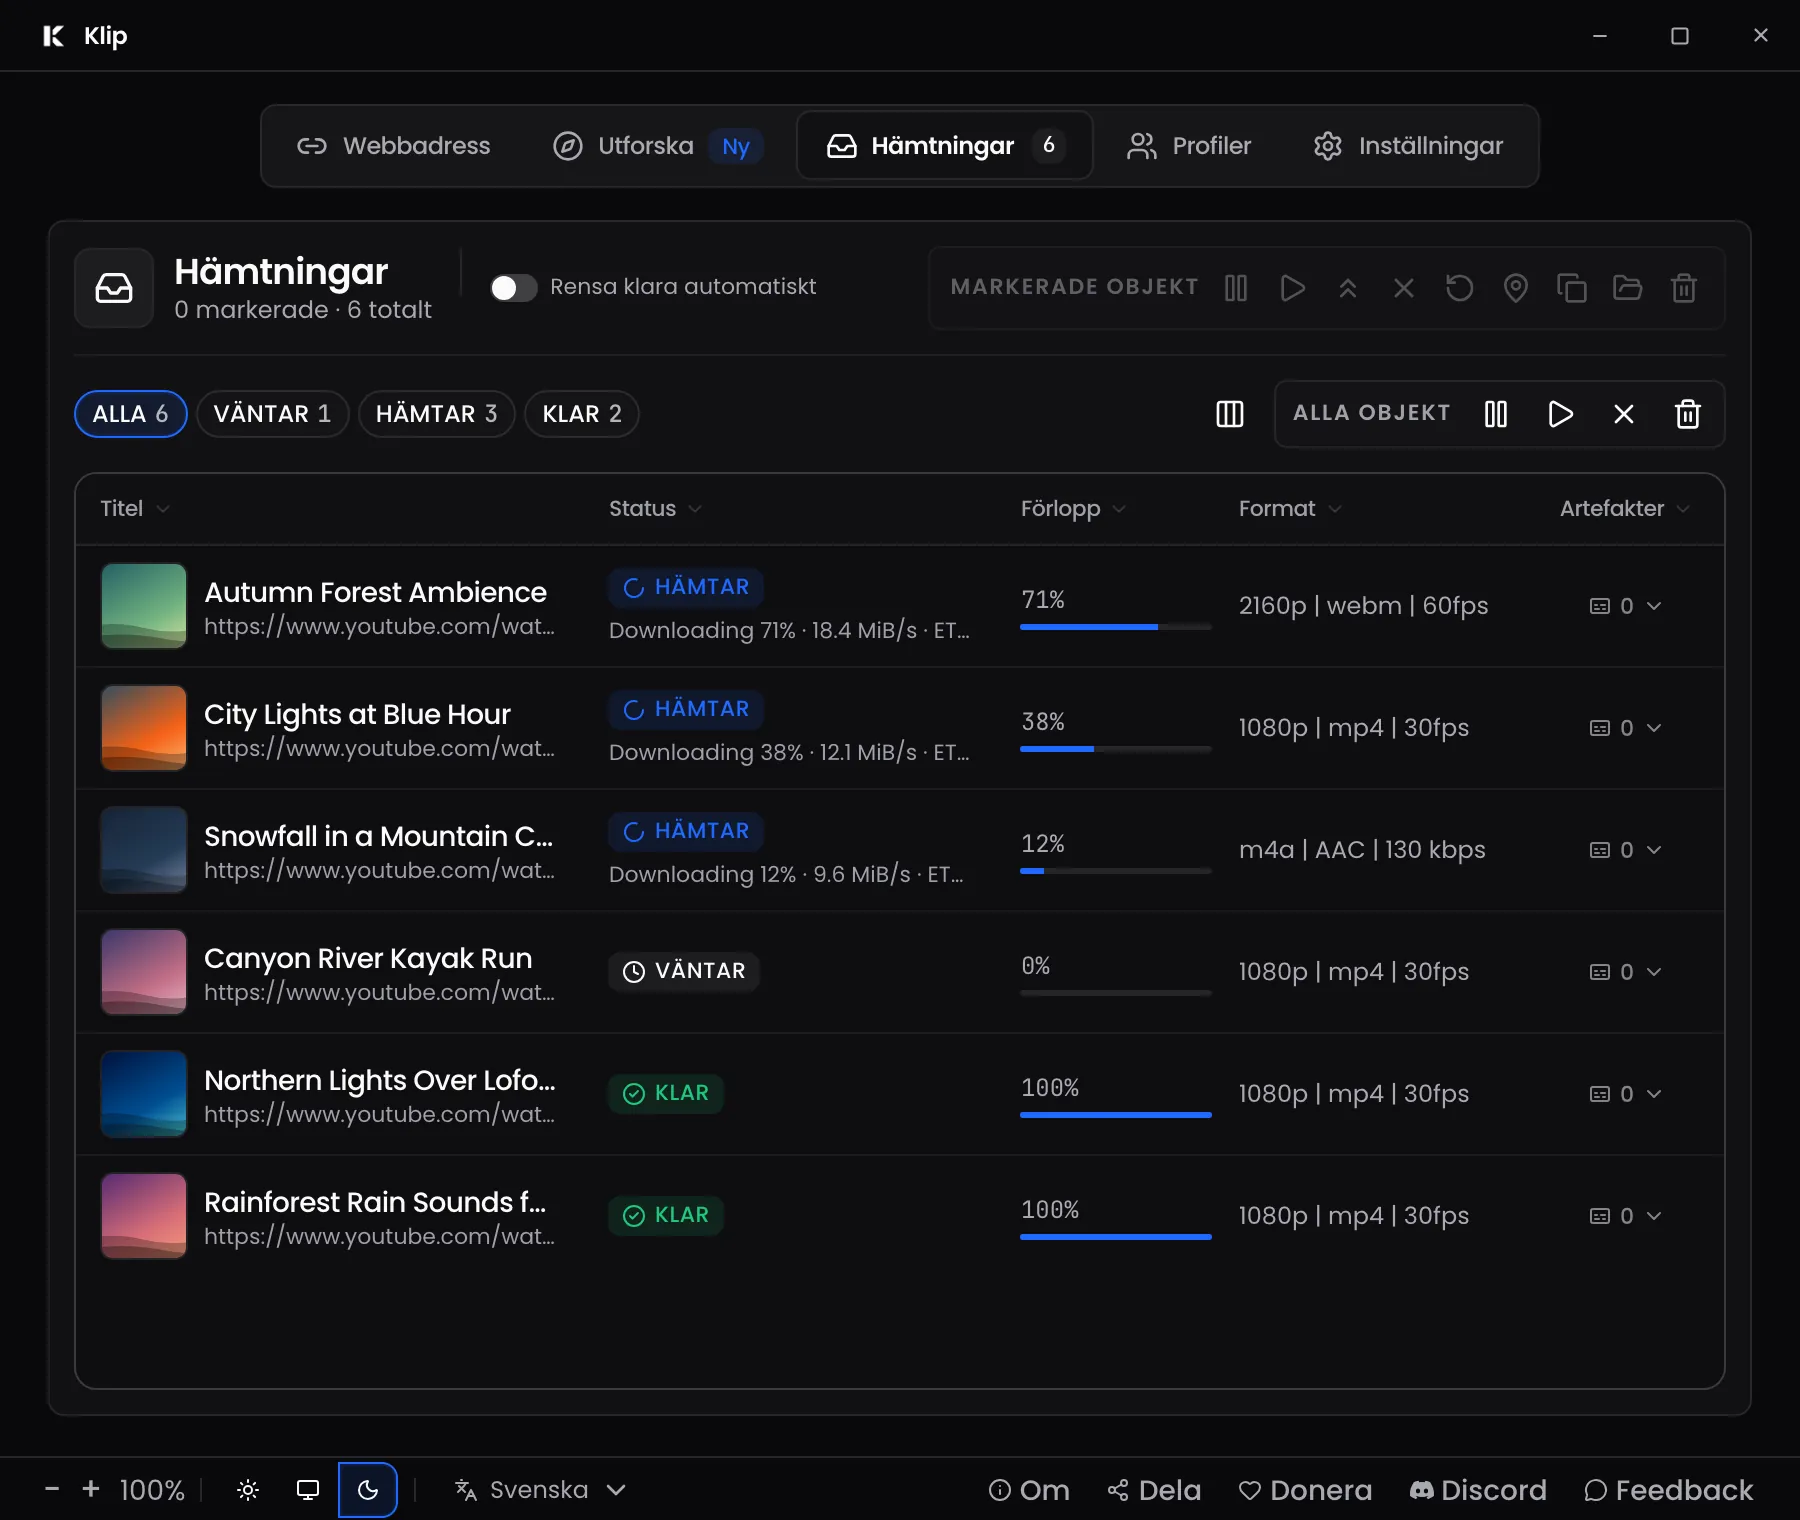 Klip
Webbadress
Utforska Ny
Hämtningar 6
Profiler
Inställningar
Hämtningar
0 markerade · 6 totalt
Rensa klara automatiskt
MARKERADE OBJEKT
ALLA 6
VÄNTAR 1
HÄMTAR 3
KLAR 2
ALLA OBJEKT
Titel Status Förlopp Format Artefakter
Autumn Forest Ambience
https://www.youtube.com/wat...
HÄMTAR
Downloading 71% · 18.4 MiB/s · ET...
71%
2160p | webm | 60fps
0
City Lights at Blue Hour
https://www.youtube.com/wat...
HÄMTAR
Downloading 38% · 12.1 MiB/s · ET...
38%
1080p | mp4 | 30fps
0
Snowfall in a Mountain C...
https://www.youtube.com/wat...
HÄMTAR
Downloading 12% · 9.6 MiB/s · ET...
12%
m4a | AAC | 130 kbps
0
Canyon River Kayak Run
https://www.youtube.com/wat...
VÄNTAR
0%
1080p | mp4 | 30fps
0
Northern Lights Over Lofo...
https://www.youtube.com/wat...
KLAR
100%
1080p | mp4 | 30fps
0
Rainforest Rain Sounds f...
https://www.youtube.com/wat...
KLAR
100%
1080p | mp4 | 30fps
0
− + 100%
Svenska
Om
Dela
Donera
Discord
Feedback